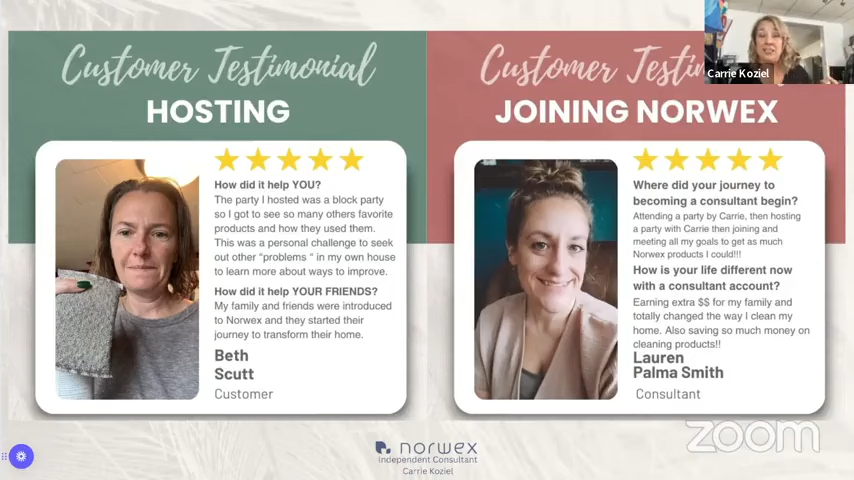 Customer Testimonial
HOSTING
How did it help YOU?
The party I hosted was a block party
so I got to see so many others favorite
products and how they used them.
This was a personal challenge to seek
out other "problems " in my own house
to learn more about ways to improve.
How did it help YOUR FRIENDS?
My family and friends were introduced
to Norwex and they started their
journey to transform their home.
Beth
Scutt
Customer
Customer
JOINING NORWEX
Where did your journey to
becoming a consultant begin?
Attending a party by Carrie, then hosting
a party with Carrie then joining and
meeting all my goals to get as much
Norwex products I could!!!
How is your life different now
with a consultant account?
Earning extra $$ for my family and
totally changed the way I clean my
home. Also saving so much money on
cleaning products!!
Lauren
Palma Smith
Consultant
Carrie Koziel
norwex
Independent Consultant
Carrie Koziel
zoom